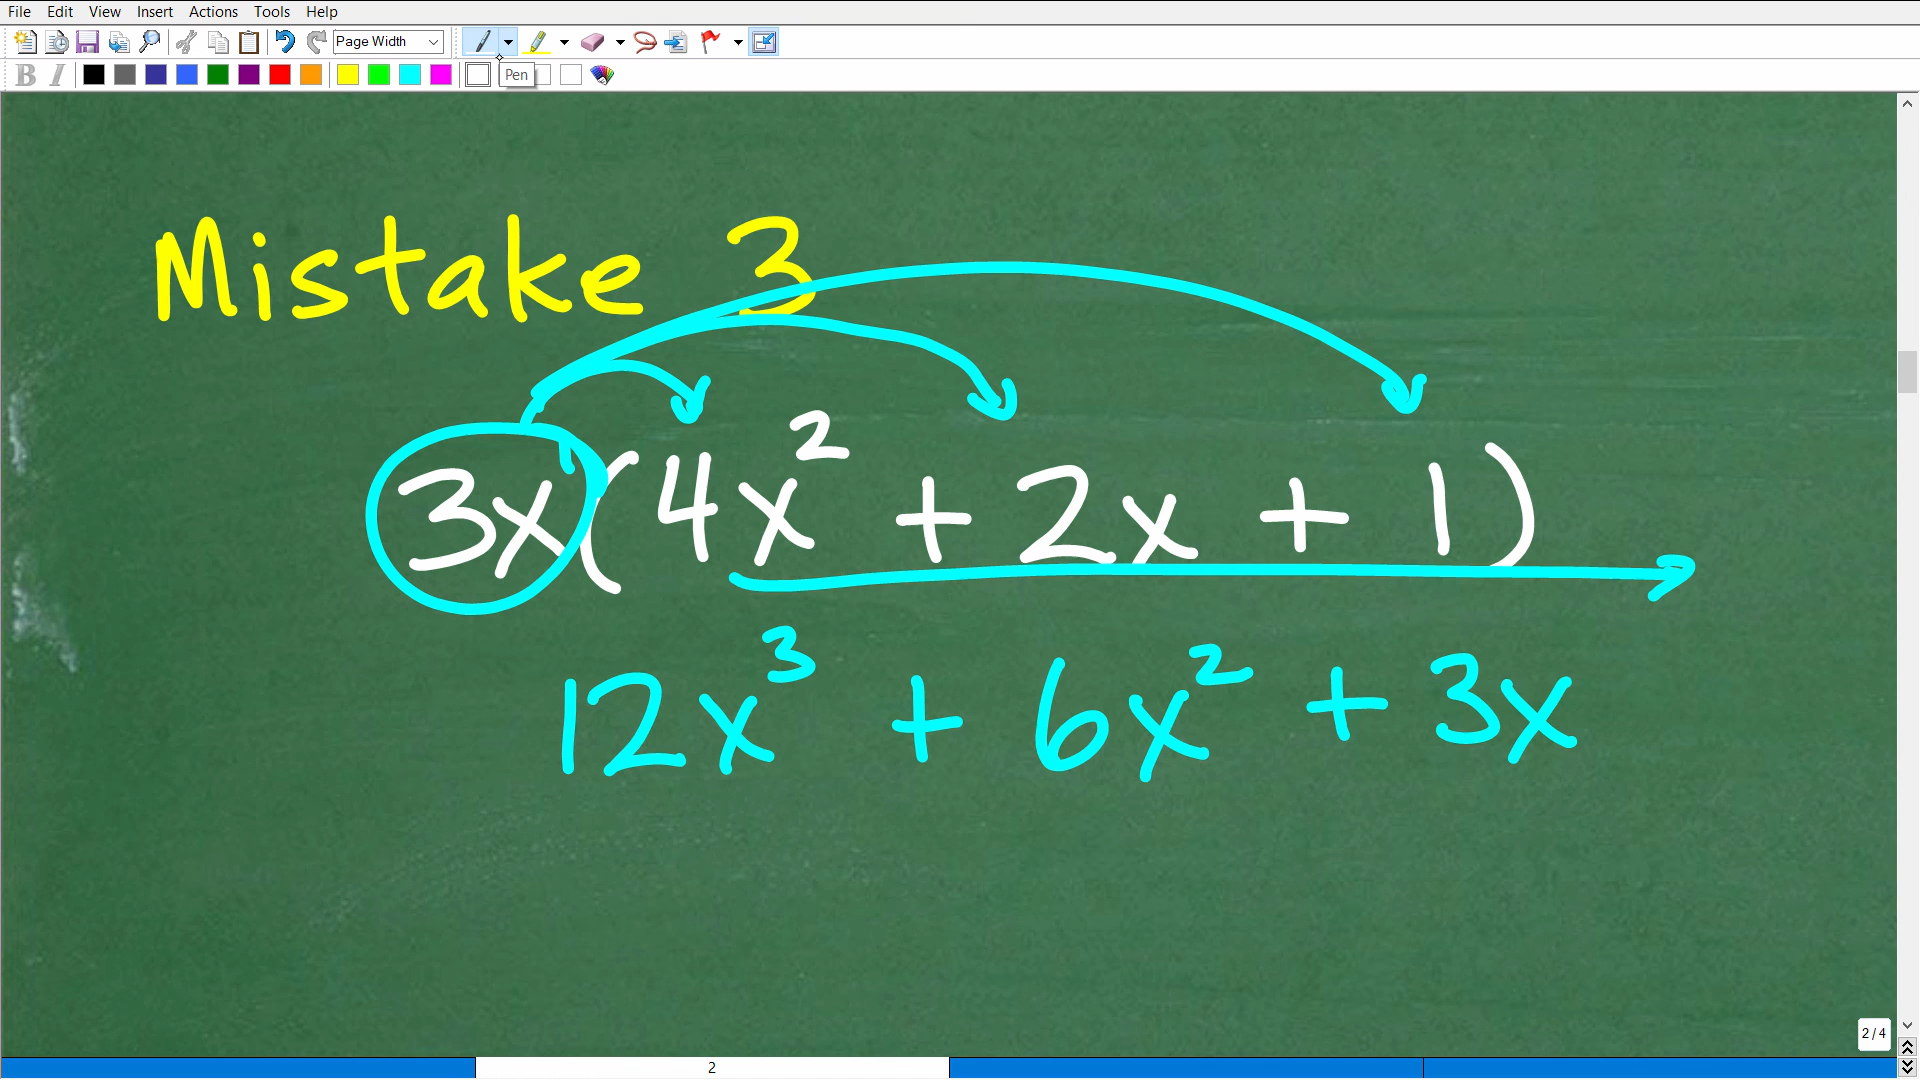 File Edit View Insert Actions Tools Help
Page Width
B I Pen
Mistake 3
3x(4x² + 2x + 1)
12x³ + 6x² + 3x
2 / 4
2